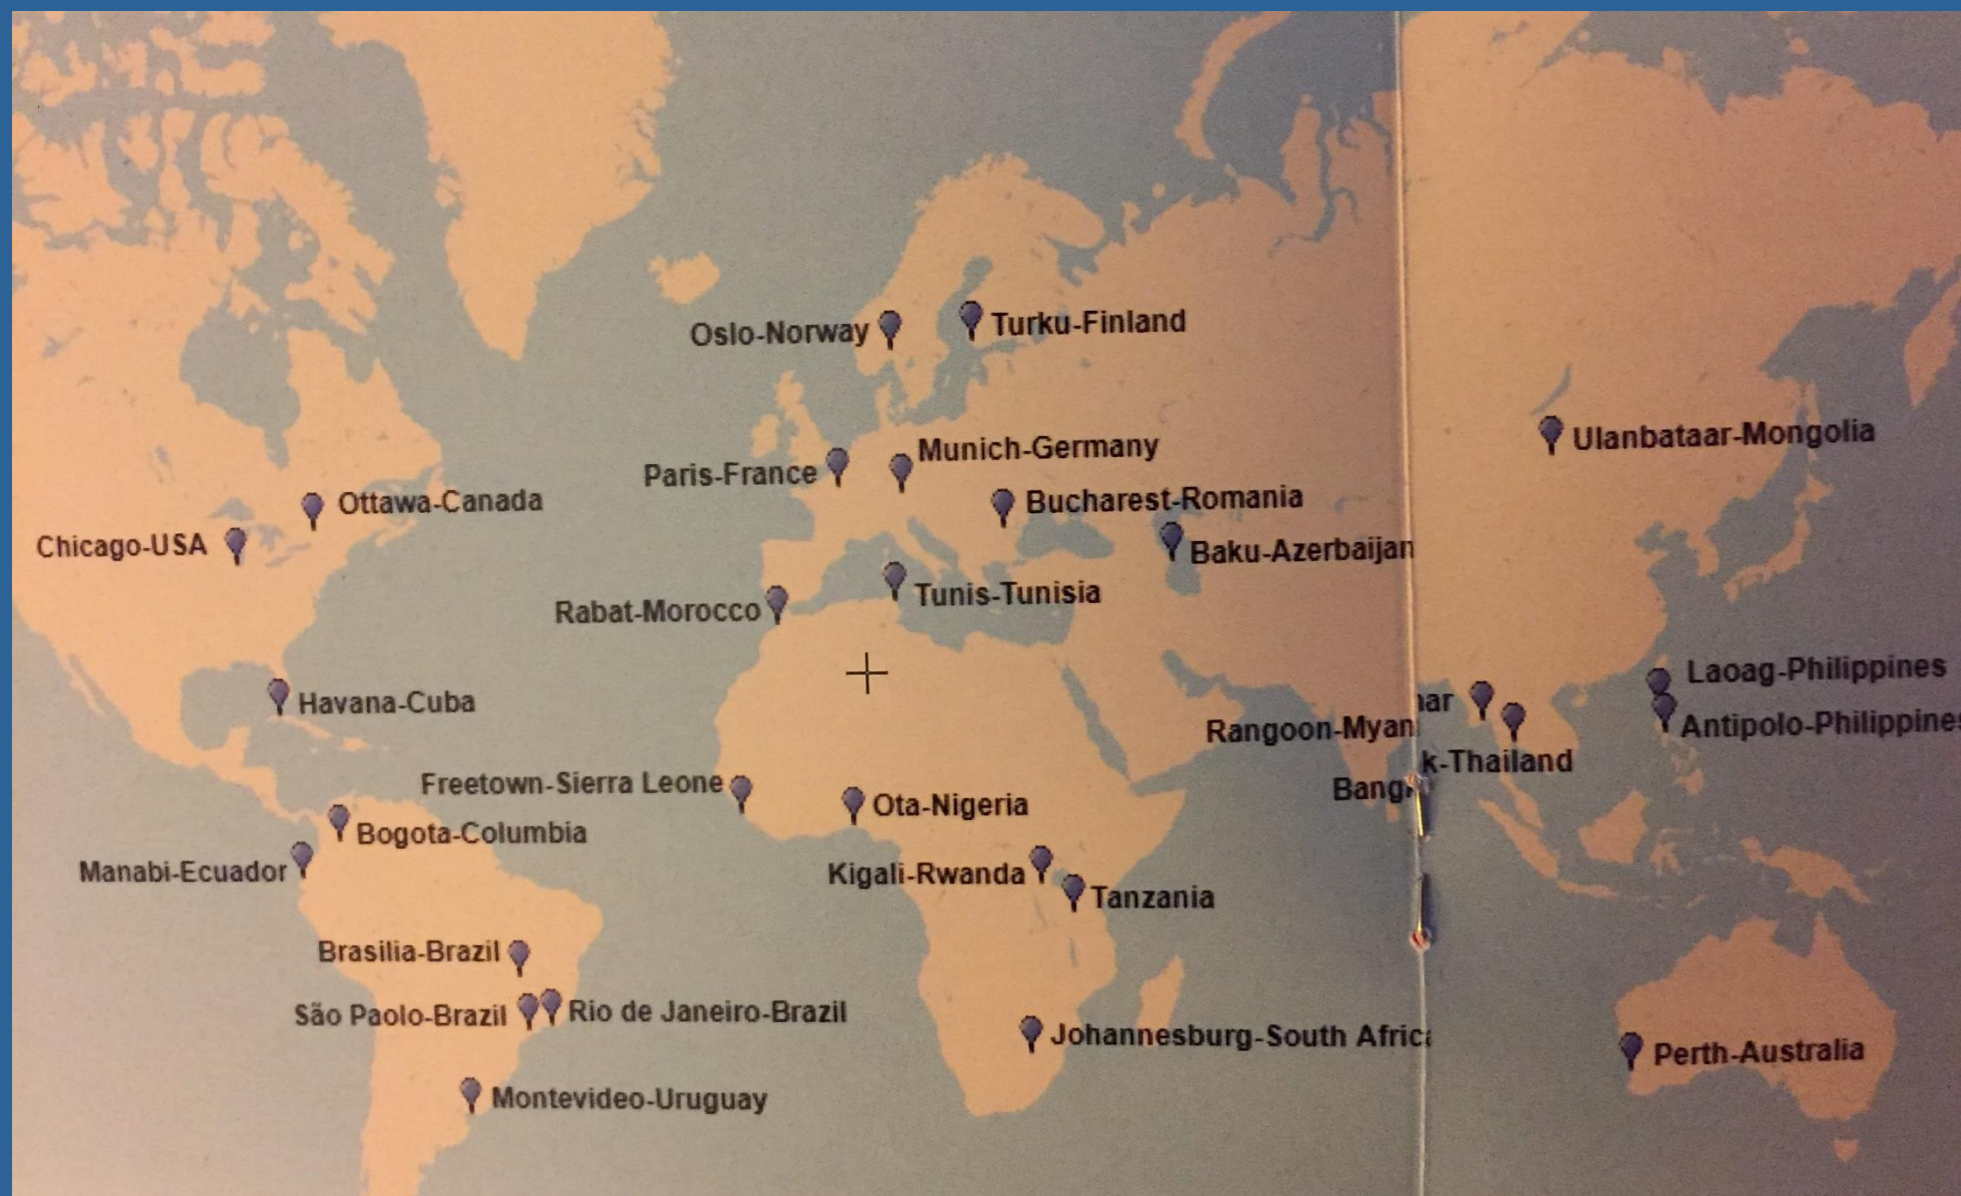 Oslo-Norway
Turku-Finland
Munich-Germany
Paris-France
Ulanbataar-Mongolia
Ottawa-Canada
Bucharest-Romania
Chicago-USA
Baku-Azerbaijan
Tunis-Tunisia
Rabat-Morocco
Havana-Cuba
Laoag-Philippines
Rangoon-Myan
nar
Antipolo-Philippines
k-Thailand
Bang
Freetown-Sierra Leone
Ota-Nigeria
Bogota-Columbia
Manabi-Ecuador
Kigali-Rwanda
Tanzania
Brasilia-Brazil
São Paolo-Brazil
Rio de Janeiro-Brazil
Johannesburg-South Africa
Perth-Australia
Montevideo-Uruguay